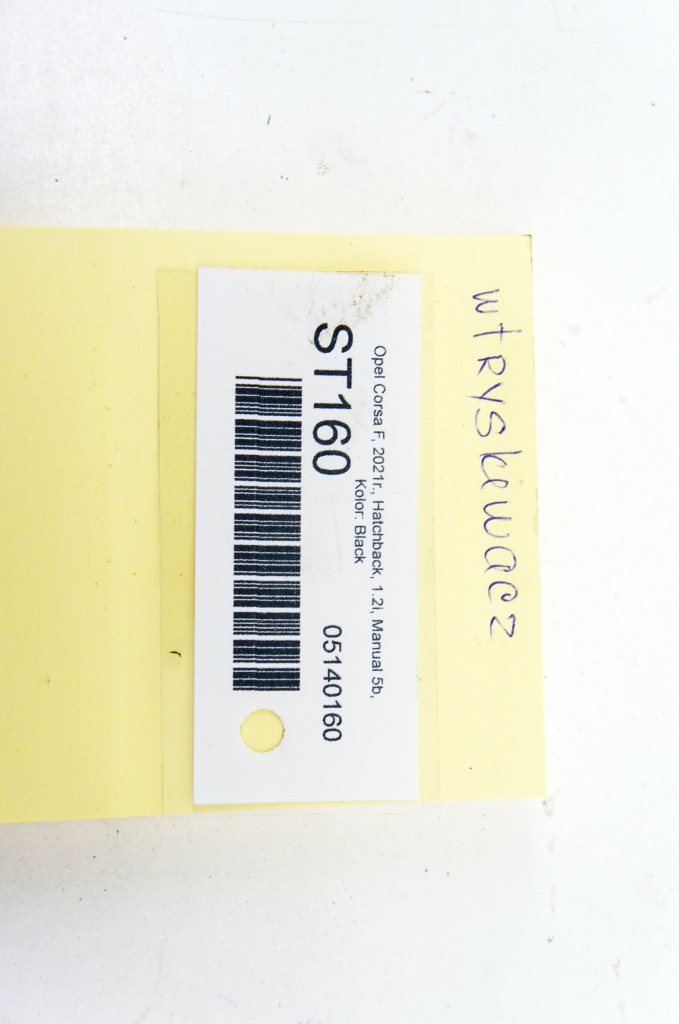 wtryskiwacz
Opel Corsa F, 2021r., Hatchback, 1.2i, Manual 5b,
Kolor: Black
ST160
05140160